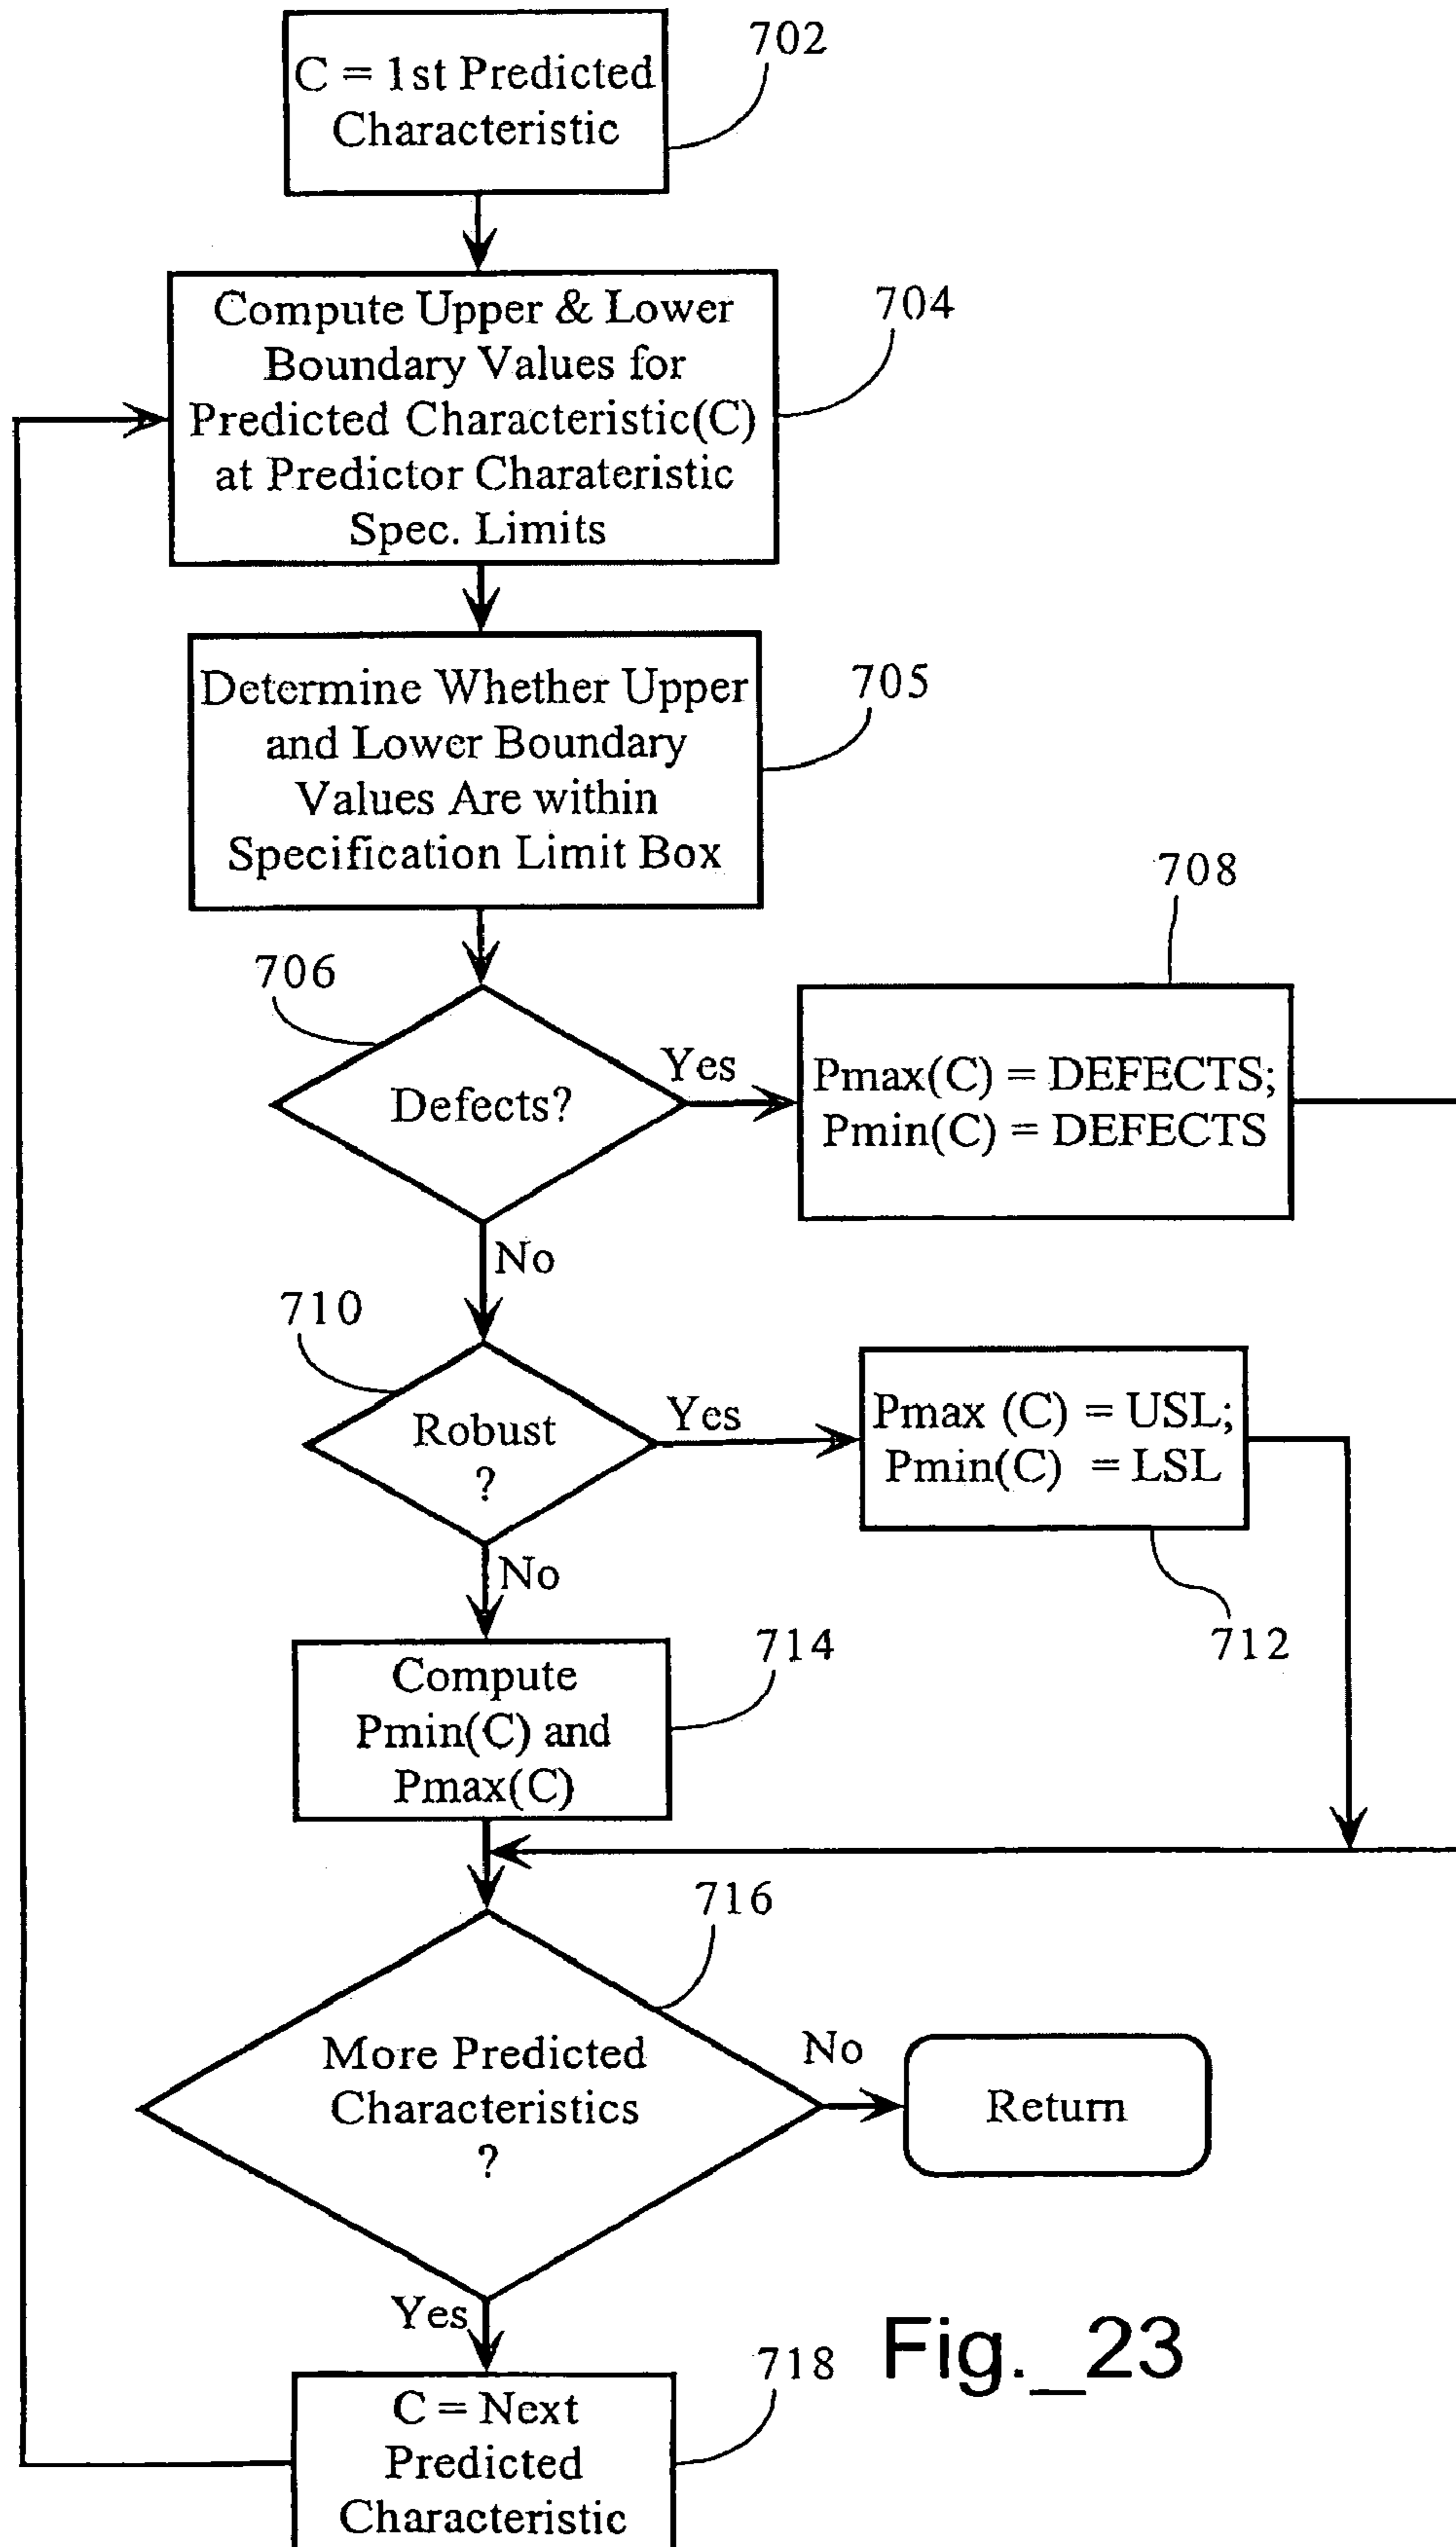 702
C = 1st Predicted
Characteristic
704
Compute Upper & Lower
Boundary Values for
Predicted Characteristic(C)
at Predictor Charateristic
Spec. Limits
705
Determine Whether Upper
and Lower Boundary
Values Are within
Specification Limit Box
706
Defects?
Yes
708
Pmax(C) = DEFECTS;
Pmin(C) = DEFECTS
No
710
Robust
?
Yes
Pmax (C) = USL;
Pmin(C) = LSL
712
No
714
Compute
Pmin(C) and
Pmax(C)
716
More Predicted
Characteristics
?
No
Return
Yes
718
C = Next
Predicted
Characteristic
Fig._23